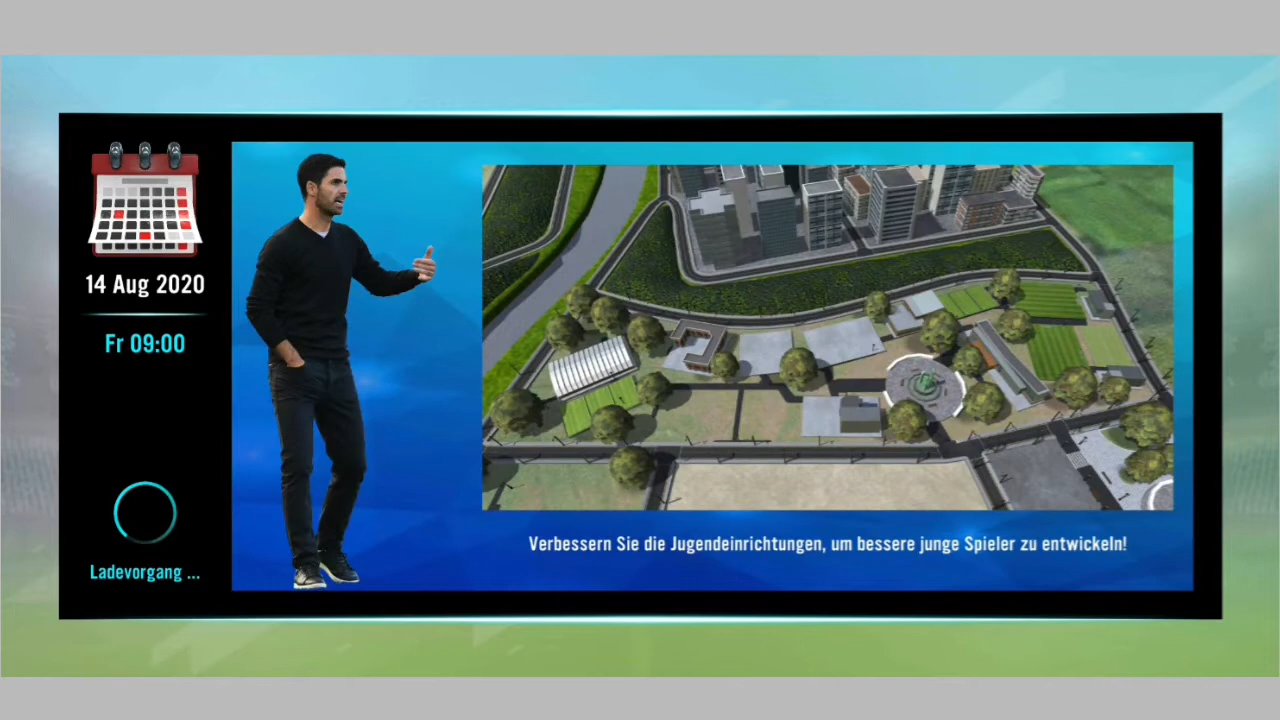 14 Aug 2020
Fr 09:00
Ladevorgang ...
Verbessern Sie die Jugendeinrichtungen, um bessere junge Spieler zu entwickeln!